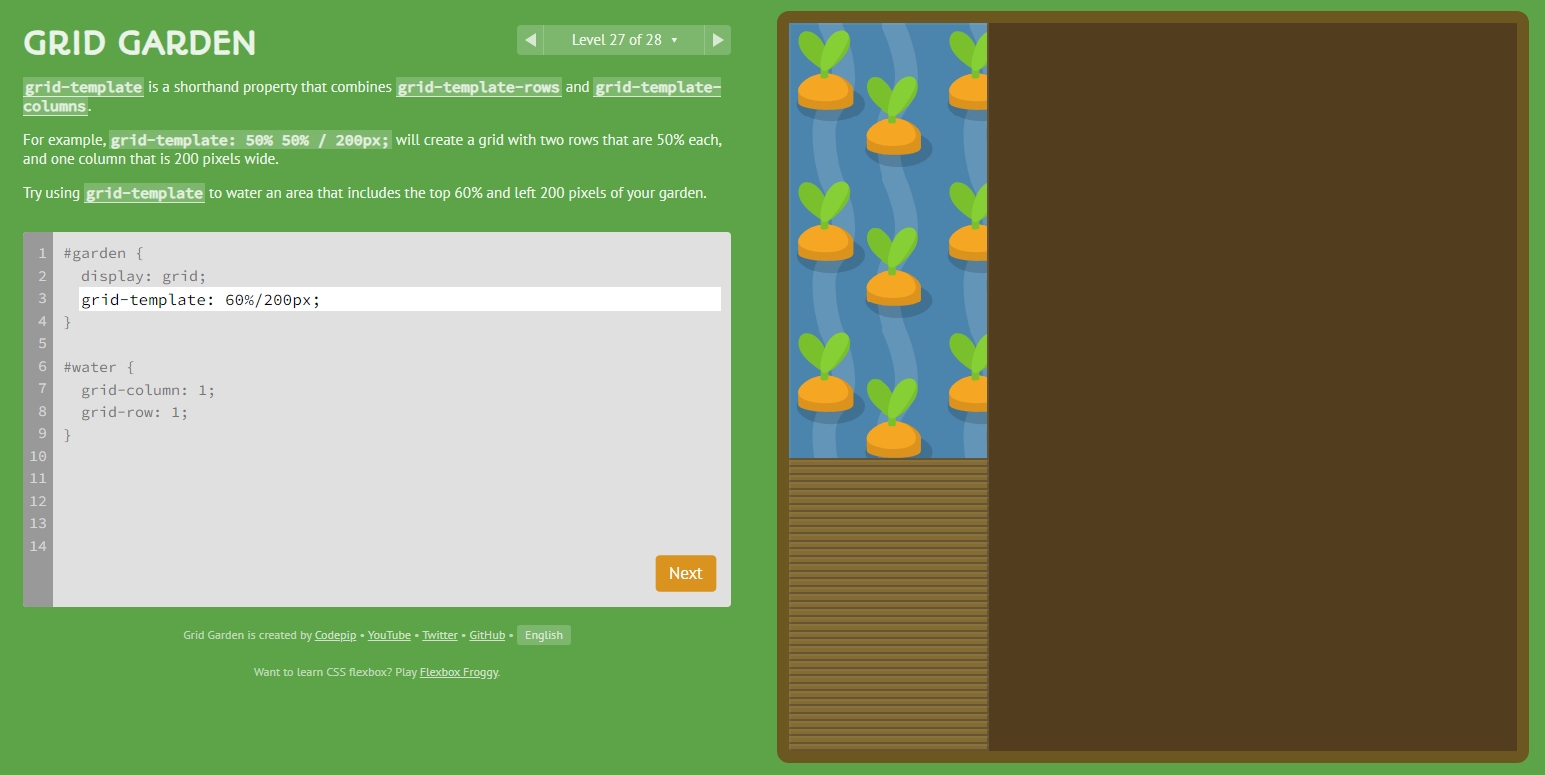 GRID GARDEN
◀ Level 27 of 28 ▾ ▶
grid-template is a shorthand property that combines grid-template-rows and grid-template-
columns.
For example, grid-template: 50% 50% / 200px; will create a grid with two rows that are 50% each,
and one column that is 200 pixels wide.
Try using grid-template to water an area that includes the top 60% and left 200 pixels of your garden.
1 #garden {
2 display: grid;
3 grid-template: 60%/200px;
4 }
5
6 #water {
7 grid-column: 1;
8 grid-row: 1;
9 }
10
11
12
13
14
Next
Grid Garden is created by Codepip • YouTube • Twitter • GitHub • English
Want to learn CSS flexbox? Play Flexbox Froggy.